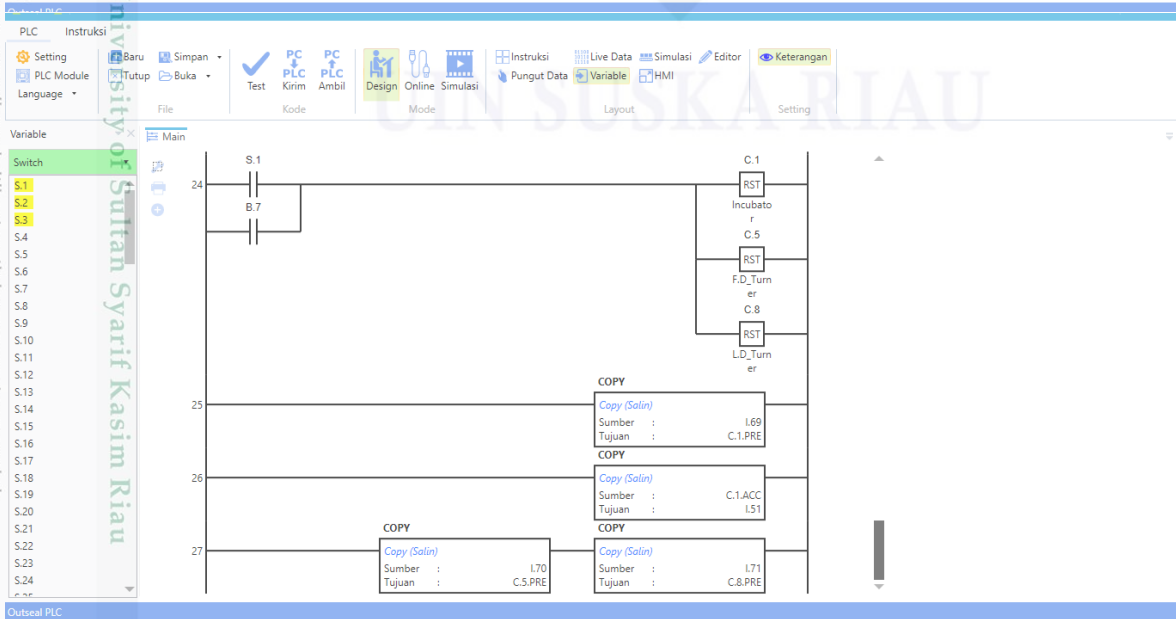 Outseal PLC
PLC Instruksi
Setting Baru Simpan
PLC Module Tutup Buka
Language
File
Test
PC PLC Kirim
PC PLC Ambil
Kode
Design Online Simulasi
Mode
Instruksi Live Data Simulasi Editor
Pungut Data Variable HMI
Layout
Keterangan
Setting
UIN SUSKA RIAU
niversity of Sultan Syarif Kasim Riau
Variable
Main
Switch
S.1
S.2
S.3
S.4
S.5
S.6
S.7
S.8
S.9
S.10
S.11
S.12
S.13
S.14
S.15
S.16
S.17
S.18
S.19
S.20
S.21
S.22
S.23
S.24
24
S.1
B.7
C.1
RST
Incubato
r
C.5
RST
F.D_Turn
er
C.8
RST
L.D_Turn
er
25
COPY
Copy (Salin)
Sumber : I.69
Tujuan : C.1.PRE
26
COPY
Copy (Salin)
Sumber : C.1.ACC
Tujuan : I.51
27
COPY
Copy (Salin)
Sumber : I.70
Tujuan : C.5.PRE
COPY
Copy (Salin)
Sumber : I.71
Tujuan : C.8.PRE
Outseal PLC